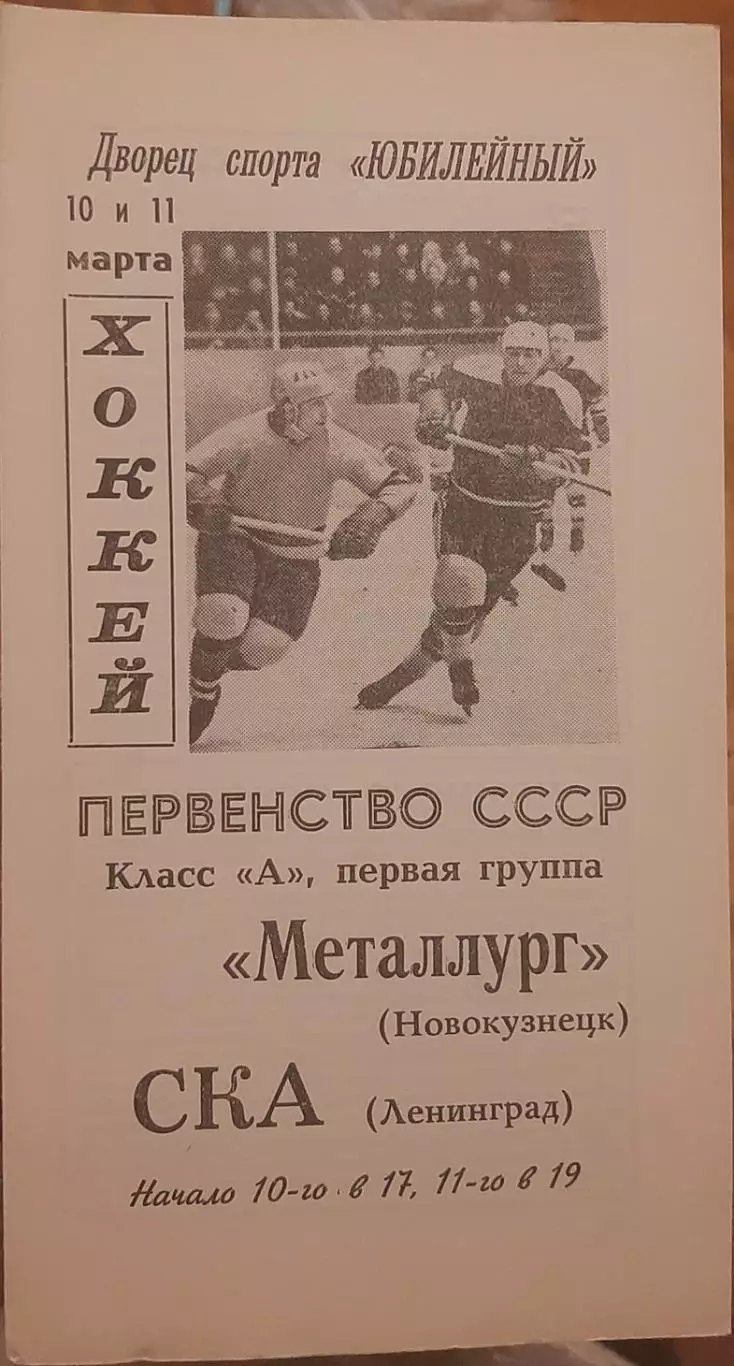 Дворец спорта «ЮБИЛЕЙНЫЙ»
10 и 11
марта
ХОККЕЙ
ПЕРВЕНСТВО СССР
Класс «А», первая группа
«Металлург»
(Новокузнецк)
СКА (Ленинград)
Начало 10-го в 17, 11-го в 19